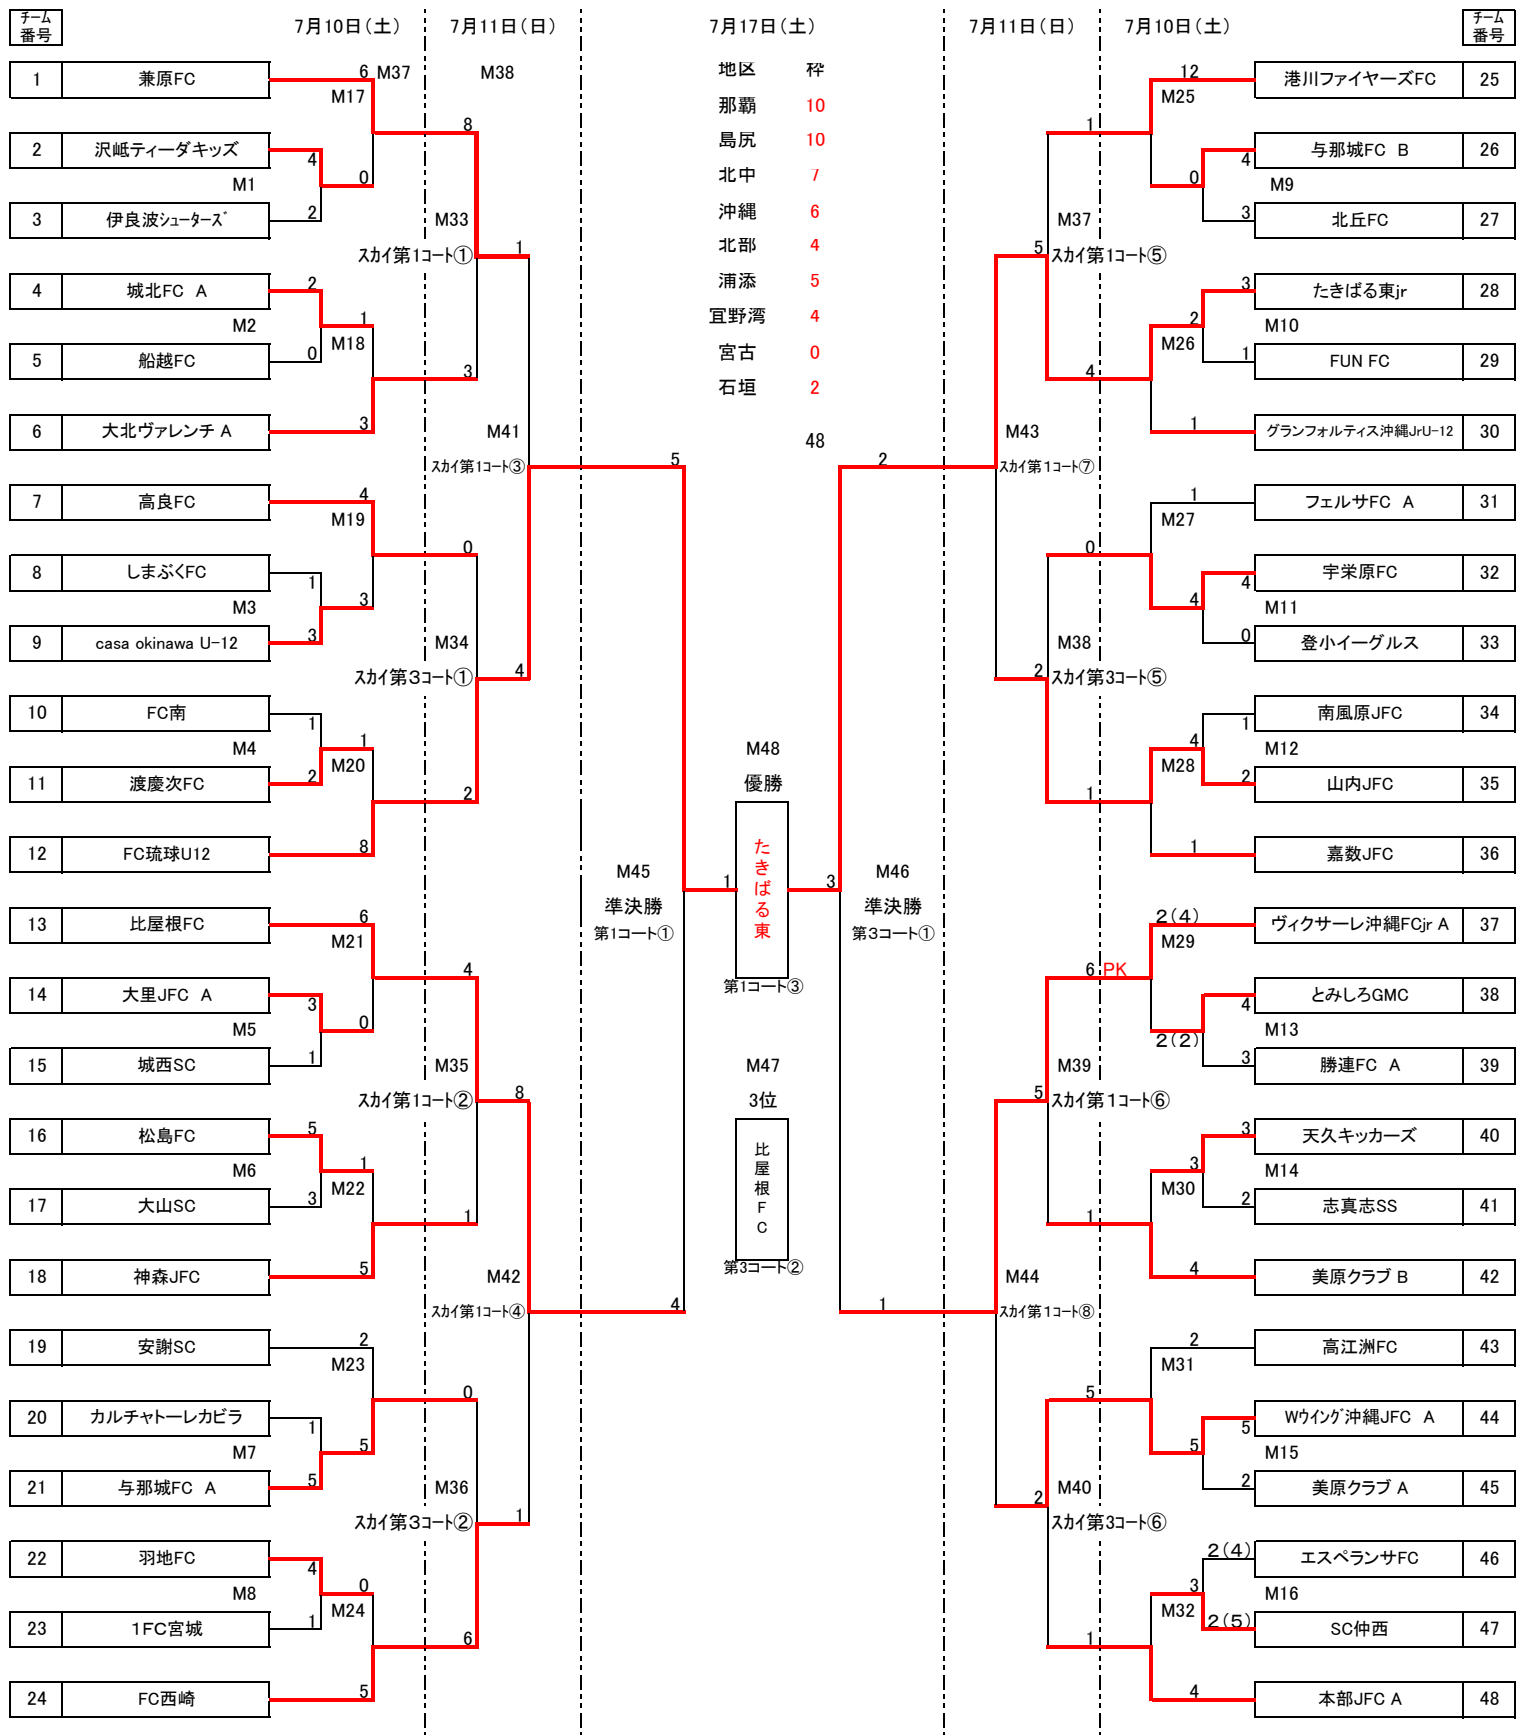 チーム
番号
7月10日(土)
7月11日(日)
7月17日(土)
7月11日(日)
7月10日(土)
チーム
番号
1 兼原FC 6 M37 M38
M17
8
2 沢岻ティーダキッズ 4
M1 0
3 伊良波シューターズ 2
M33
スカイ第1コート① 1
4 城北FC A 2
M2 1
M18
5 船越FC 0
3
6 大北ヴァレンチ A 3
M41
スカイ第1コート③ 5
7 高良FC 4
M19
0
8 しまぶくFC 1
M3 3
9 casa okinawa U-12 3
M34
スカイ第3コート① 4
10 FC南 1
M4 1
M20
11 渡慶次FC 2
2
12 FC琉球U12 8
13 比屋根FC 6
M21
4
14 大里JFC A 3
M5 0
15 城西SC 1
M35
スカイ第1コート② 8
16 松島FC 5
M6 1
M22
17 大山SC 3
1
18 神森JFC 5
M42
スカイ第1コート④ 4
19 安謝SC 2
M23
0
20 カルチャトーレカビラ 1
M7 5
21 与那城FC A 5
M36
スカイ第3コート② 1
22 羽地FC 4
M8 0
M24
23 1FC宮城 1
6
24 FC西崎 5
地区 枠
那覇 10
島尻 10
北中 7
沖縄 6
北部 4
浦添 5
宜野湾 4
宮古 0
石垣 2
48
M48
優勝
たきばる東
1 3
第1コート③
M45
準決勝
第1コート①
M46
準決勝
第3コート①
M47
3位
比屋根FC
第3コート②
12 港川ファイヤーズFC 25
M25
1
4 与那城FC B 26
0 M9
3 北丘FC 27
M37
5 スカイ第1コート⑤
3 たきばる東jr 28
2 M10
M26
1 FUN FC 29
4
1 グランフォルティス沖縄JrU-12 30
M43
2 スカイ第1コート⑦
1 フェルサFC A 31
M27
0
4 宇栄原FC 32
4 M11
0 登小イーグルス 33
M38
2 スカイ第3コート⑤
1 南風原JFC 34
4 M12
M28
2 山内JFC 35
1
1 嘉数JFC 36
2(4) ヴィクサーレ沖縄FCjr A 37
M29
6 PK
4 とみしろGMC 38
2(2) M13
3 勝連FC A 39
M39
5 スカイ第1コート⑥
3 天久キッカーズ 40
3 M14
M30
2 志真志SS 41
1
4 美原クラブ B 42
M44
1 スカイ第1コート⑧
2 高江洲FC 43
M31
5
5 Wウイング沖縄JFC A 44
5 M15
2 美原クラブ A 45
M40
2 スカイ第3コート⑥
2(4) エスペランサFC 46
3 M16
M32
2(5) SC仲西 47
1
4 本部JFC A 48